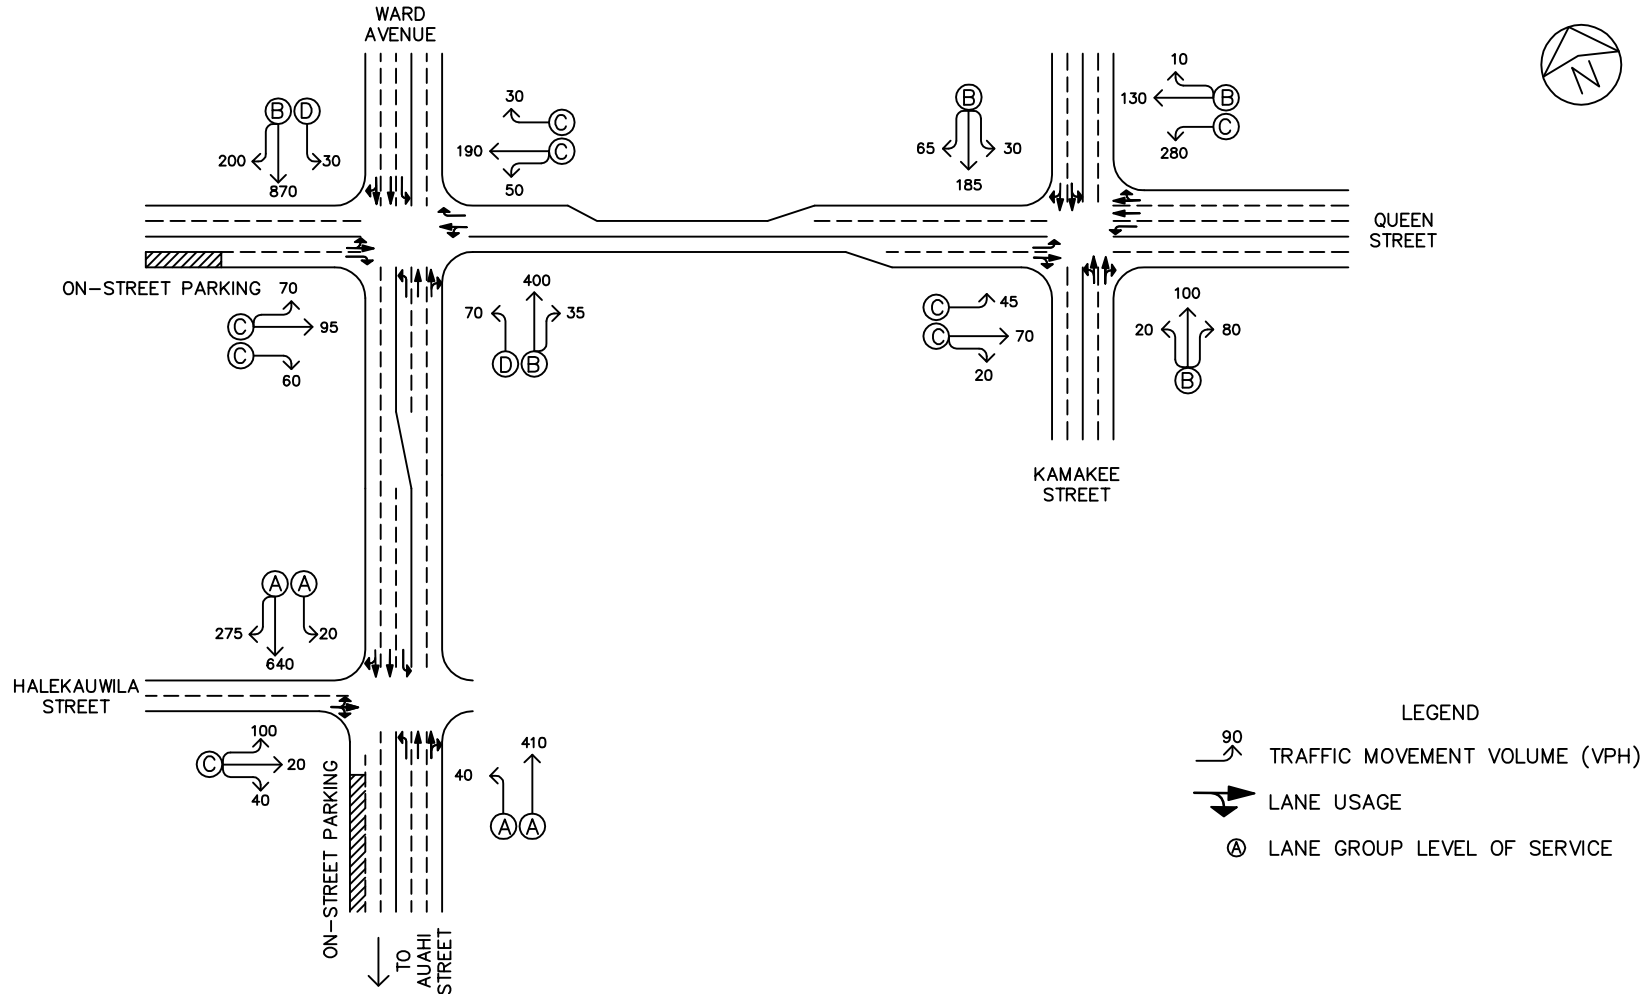 WARD
AVENUE
N
B D
200
870
30
30
C
190
C
50
B
65
185
30
10
130
B
C
280
QUEEN
STREET
ON-STREET PARKING
70
C
95
C
60
400
70
35
D B
C
45
C
70
20
100
20
80
B
KAMAKEE
STREET
A A
275
640
20
HALEKAUWILA
STREET
100
C
20
40
410
40
A A
ON-STREET PARKING
TO
AUAHI
STREET
LEGEND
90
TRAFFIC MOVEMENT VOLUME (VPH)
LANE USAGE
A LANE GROUP LEVEL OF SERVICE